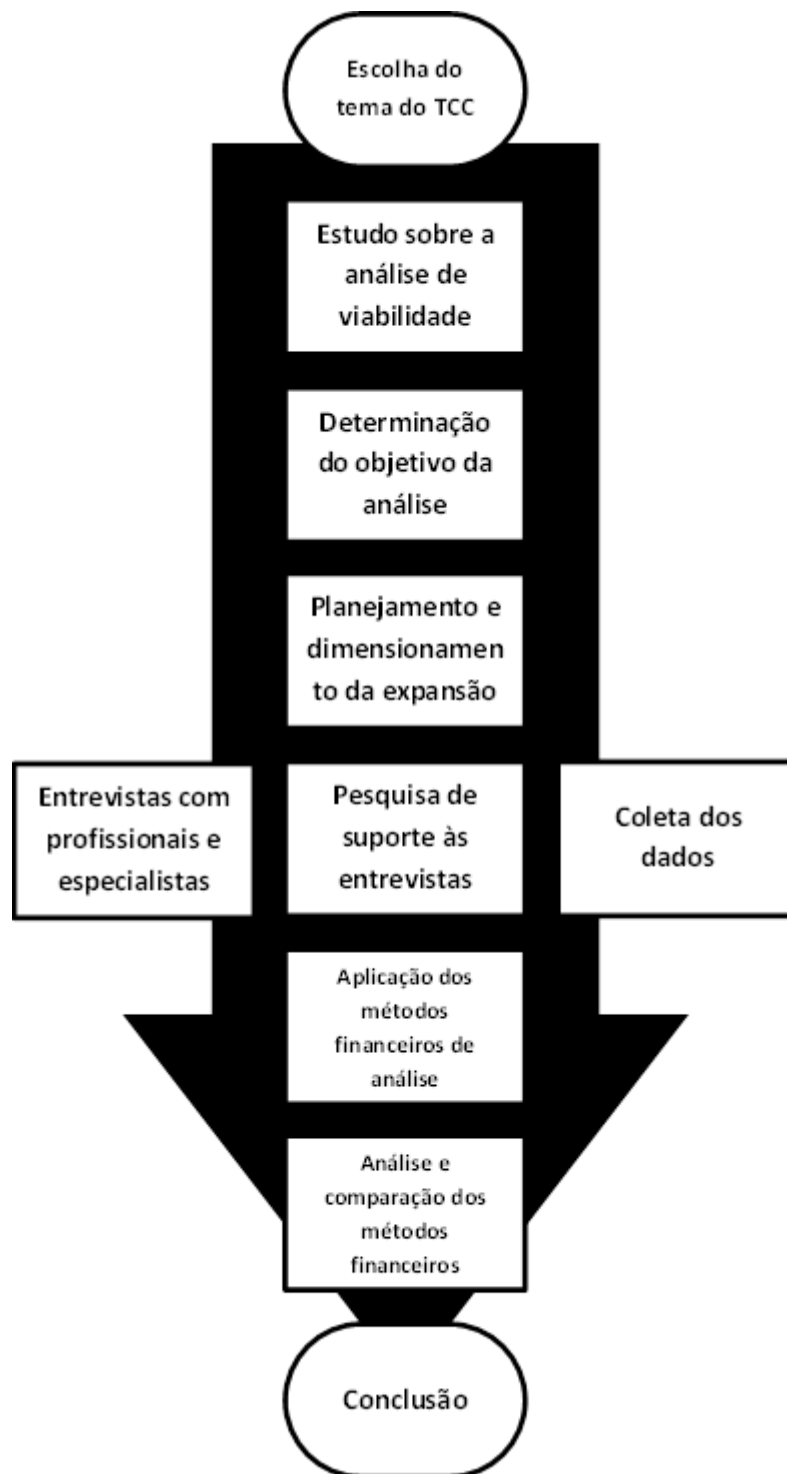 Escolha do
tema do TCC
Estudo sobre a
análise de
viabilidade
Determinação
do objetivo da
análise
Planejamento e
dimensionamen
to da expansão
Entrevistas com
profissionais e
especialistas
Pesquisa de
suporte às
entrevistas
Coleta dos
dados
Aplicação dos
métodos
financeiros de
análise
Análise e
comparação dos
métodos
financeiros
Conclusão